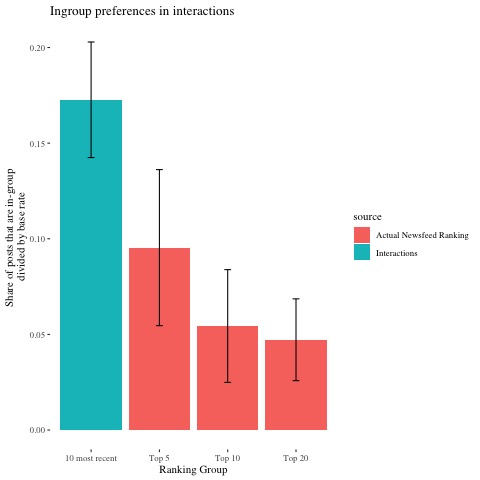 Ingroup preferences in interactions
Share of posts that are in-group
divided by base rate
0.20
0.15
0.10
0.05
0.00
10 most recent
Top 5
Top 10
Top 20
Ranking Group
source
Actual Newsfeed Ranking
Interactions